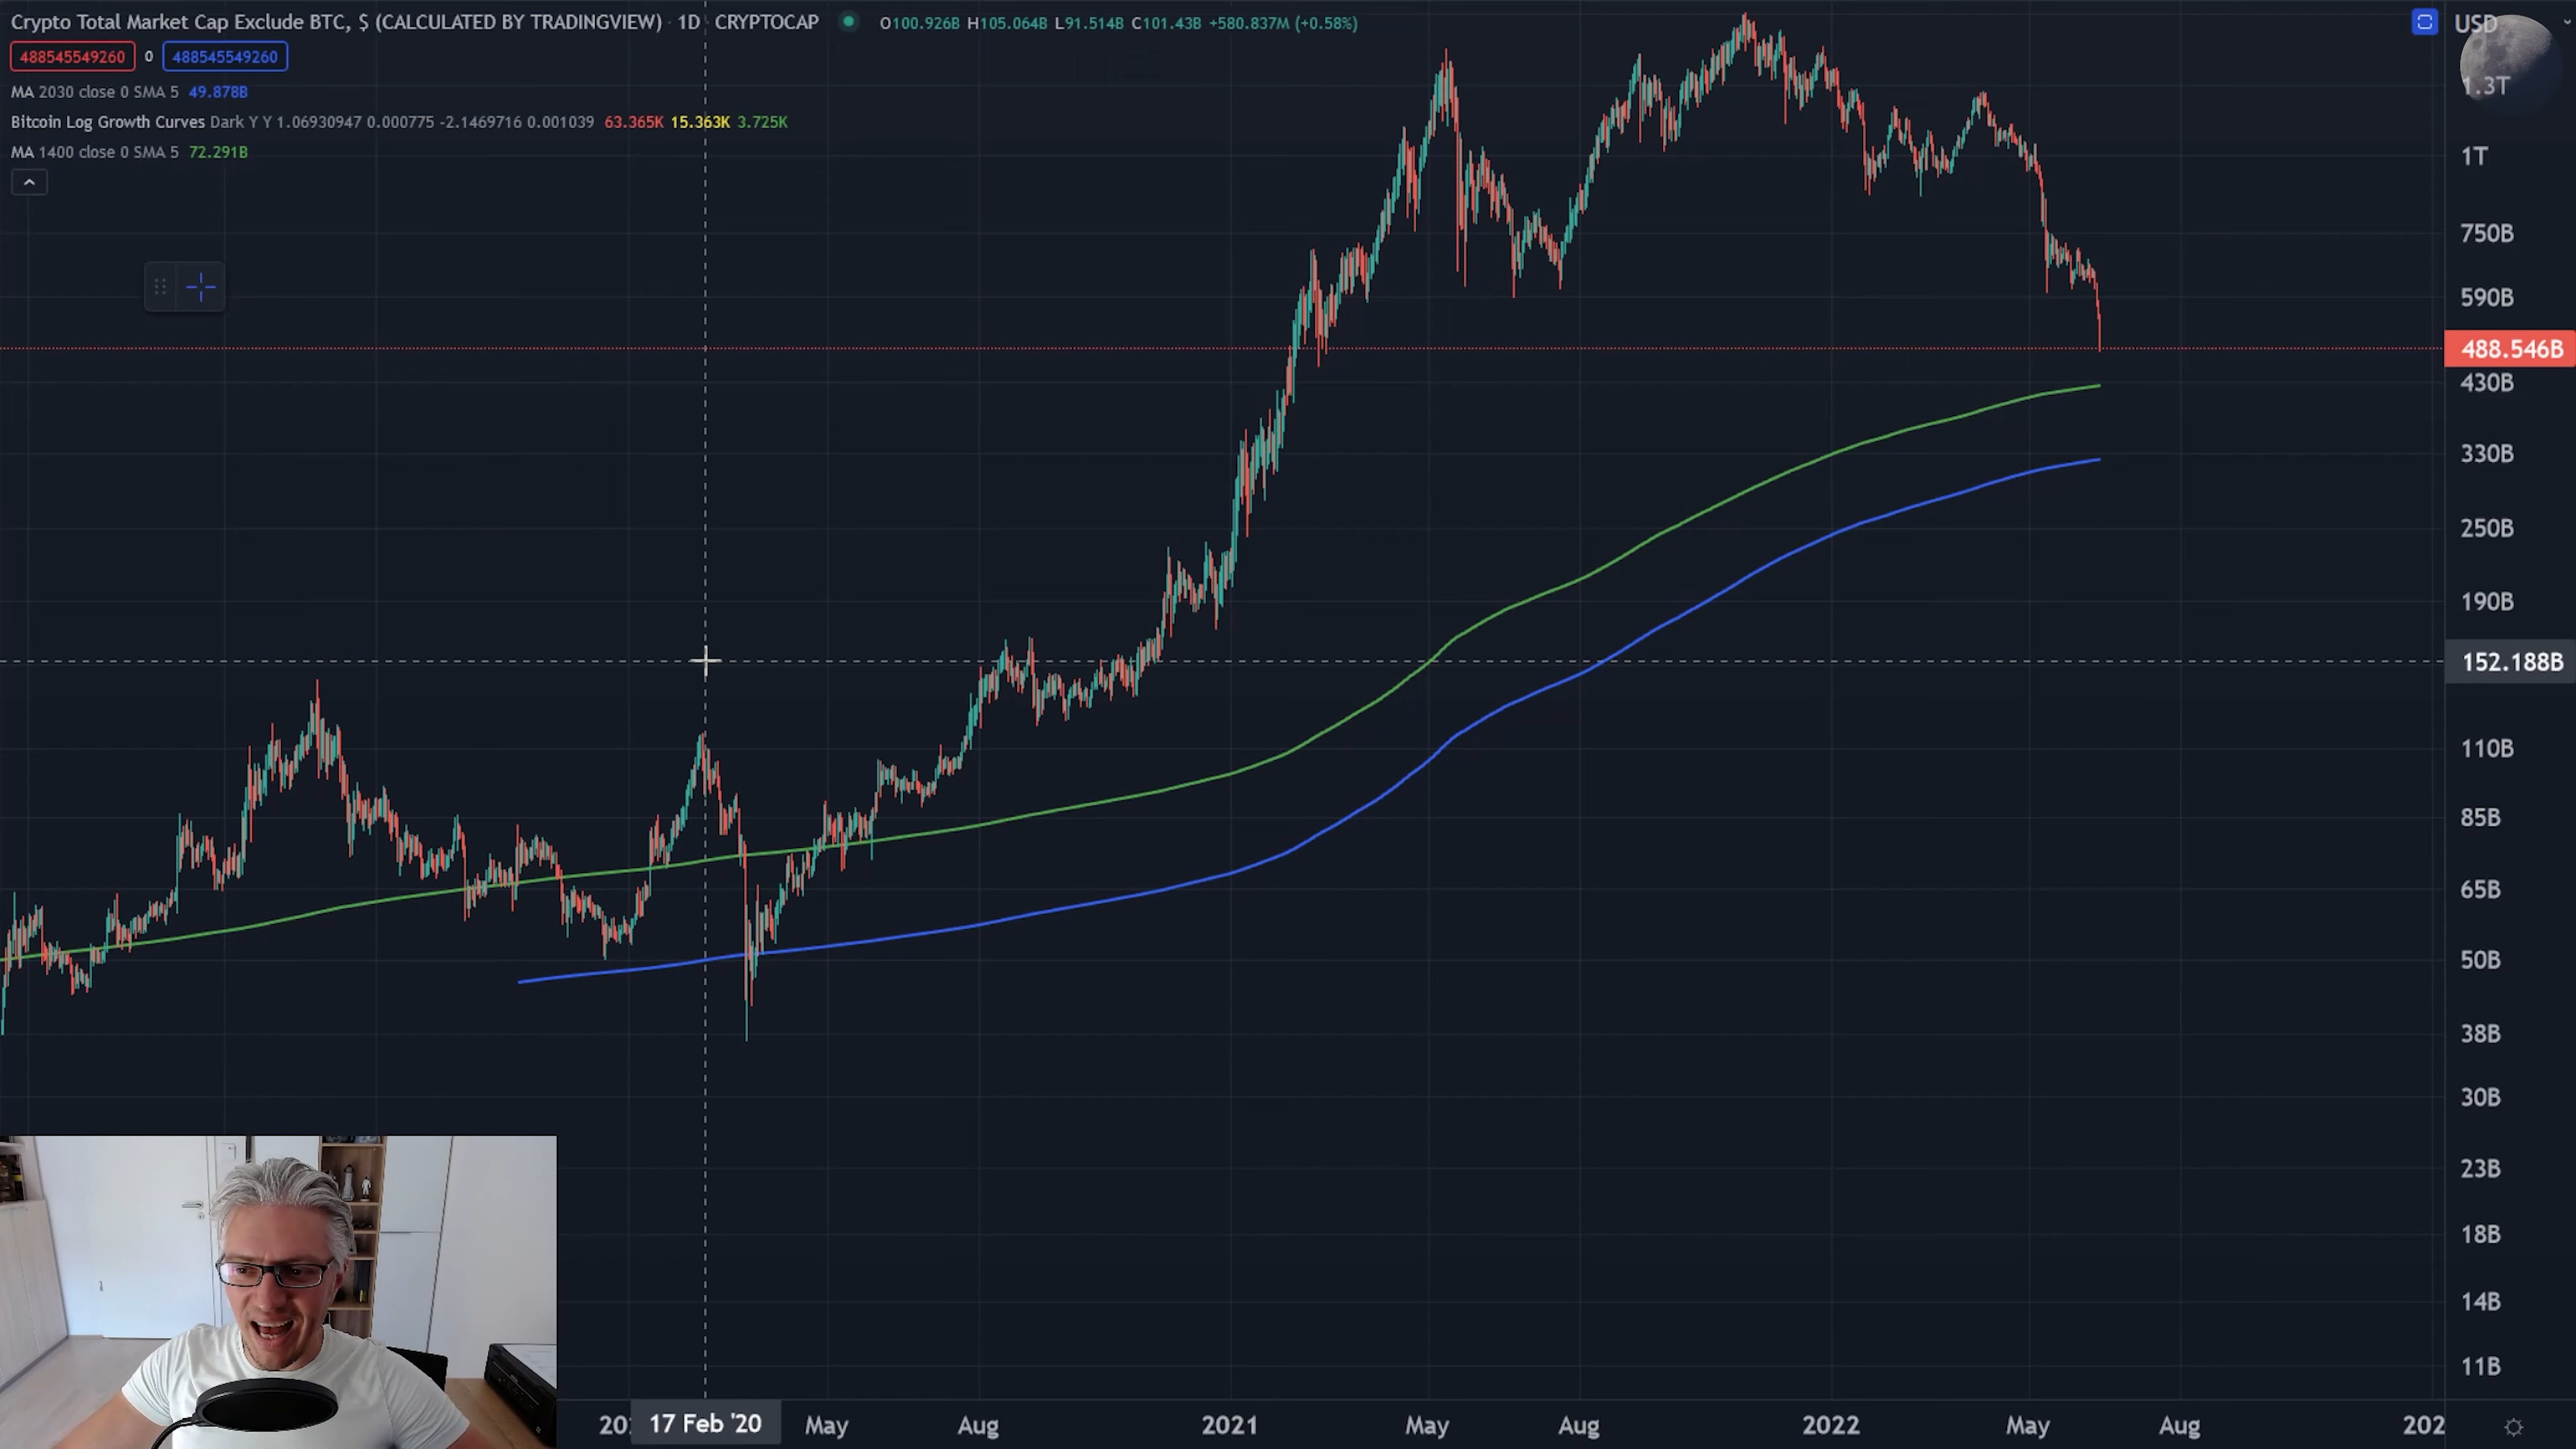 Crypto Total Market Cap Exclude BTC, $ (CALCULATED BY TRADINGVIEW) · 1D · CRYPTOCAP O100.926B H105.064B L91.514B C101.43B +580.837M (+0.58%)
488545549260 0 488545549260
MA 2030 close 0 SMA 5 49.878B
Bitcoin Log Growth Curves Dark Y Y 1.06930947 0.000775 -2.1469716 0.001039 63.365K 15.363K 3.725K
MA 1400 close 0 SMA 5 72.291B
USD
1.3T
1T
750B
590B
488.546B
430B
330B
250B
190B
152.188B
110B
85B
65B
50B
38B
30B
23B
18B
14B
11B
17 Feb '20 May Aug 2021 May Aug 2022 May Aug